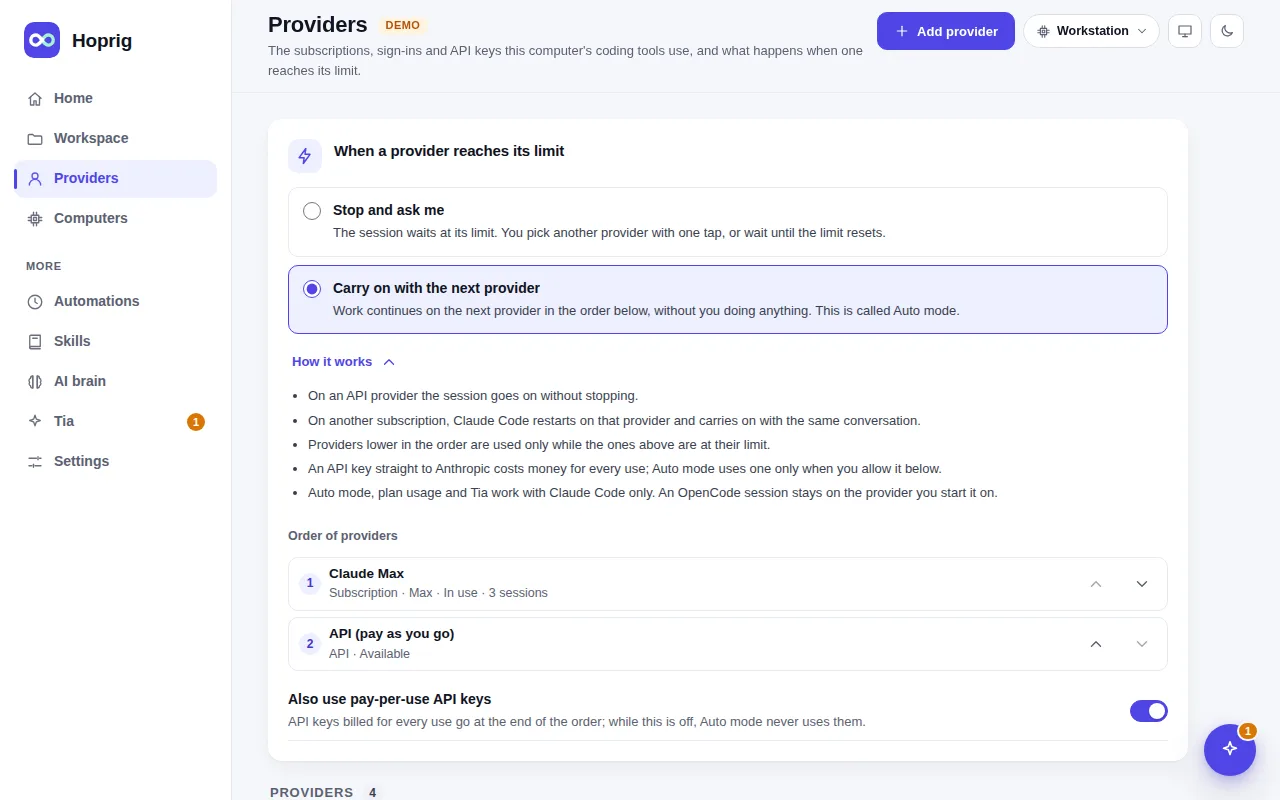 Hoprig
Home
Workspace
Providers
Computers
MORE
Automations
Skills
AI brain
Tia
1
Settings
Providers DEMO
The subscriptions, sign-ins and API keys this computer's coding tools use, and what happens when one
reaches its limit.
Add provider
Workstation
When a provider reaches its limit
Stop and ask me
The session waits at its limit. You pick another provider with one tap, or wait until the limit resets.
Carry on with the next provider
Work continues on the next provider in the order below, without you doing anything. This is called Auto mode.
How it works
• On an API provider the session goes on without stopping.
• On another subscription, Claude Code restarts on that provider and carries on with the same conversation.
• Providers lower in the order are used only while the ones above are at their limit.
• An API key straight to Anthropic costs money for every use; Auto mode uses one only when you allow it below.
• Auto mode, plan usage and Tia work with Claude Code only. An OpenCode session stays on the provider you start it on.
Order of providers
1
Claude Max
Subscription · Max · In use · 3 sessions
2
API (pay as you go)
API · Available
Also use pay-per-use API keys
API keys billed for every use go at the end of the order; while this is off, Auto mode never uses them.
1
PROVIDERS 4